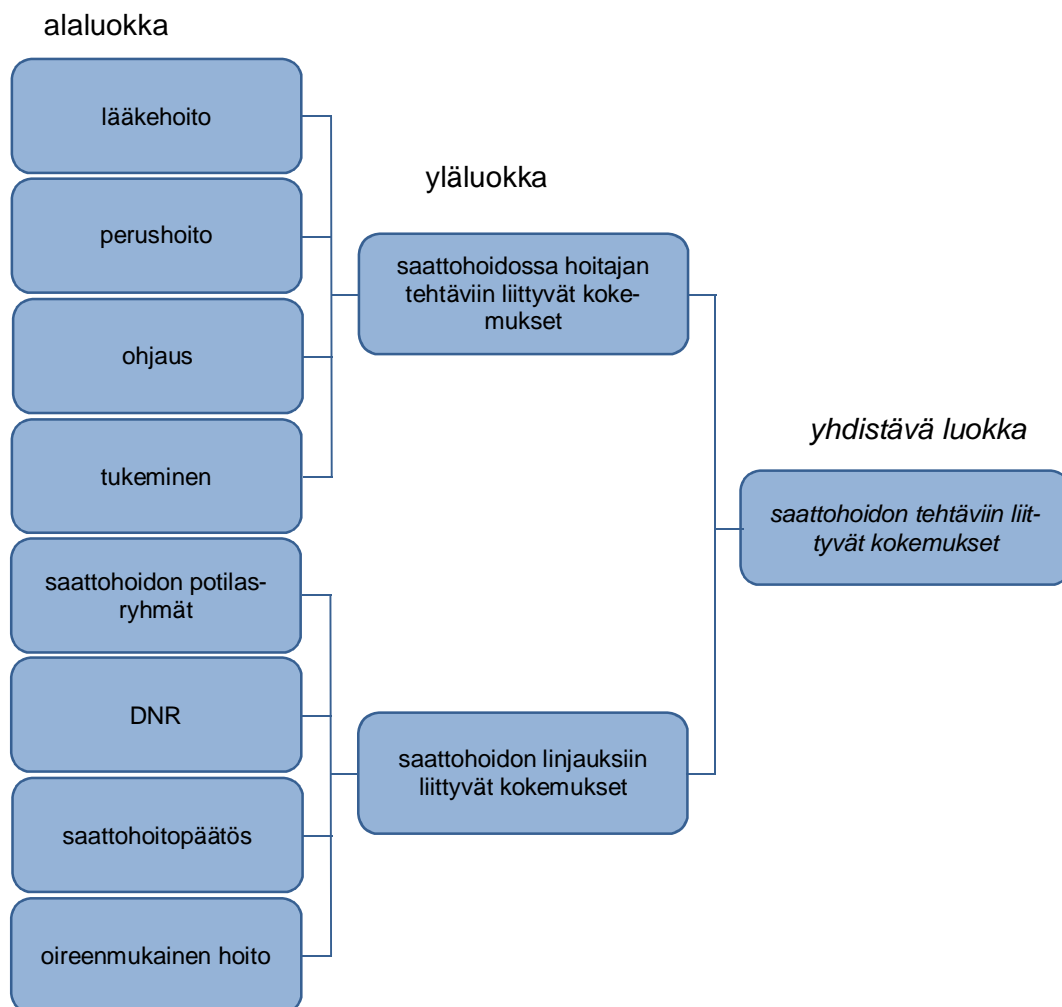 alaluokka
lääkehoito
perushoito
ohjaus
tukeminen
saattohoidon potilas-
ryhmät
DNR
saattohoitopäätös
oireenmukainen hoito
yläluokka
saattohoidossa hoitajan
tehtäviin liittyvät koke-
mukset
saattohoidon linjauksiin
liittyvät kokemukset
yhdistävä luokka
saattohoidon tehtäviin liit-
tyvät kokemukset